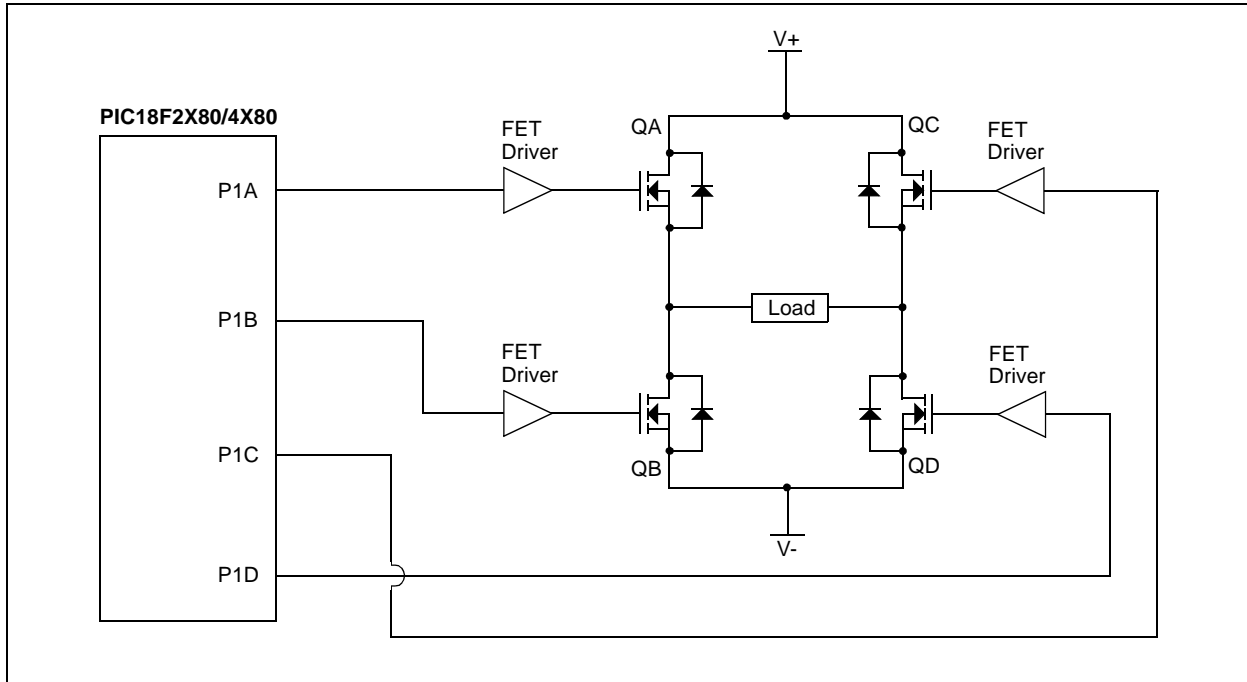 V+
PIC18F2X80/4X80
FET
Driver
QA
QC
FET
Driver
P1A
Load
P1B
FET
Driver
FET
Driver
P1C
QB
QD
V-
P1D